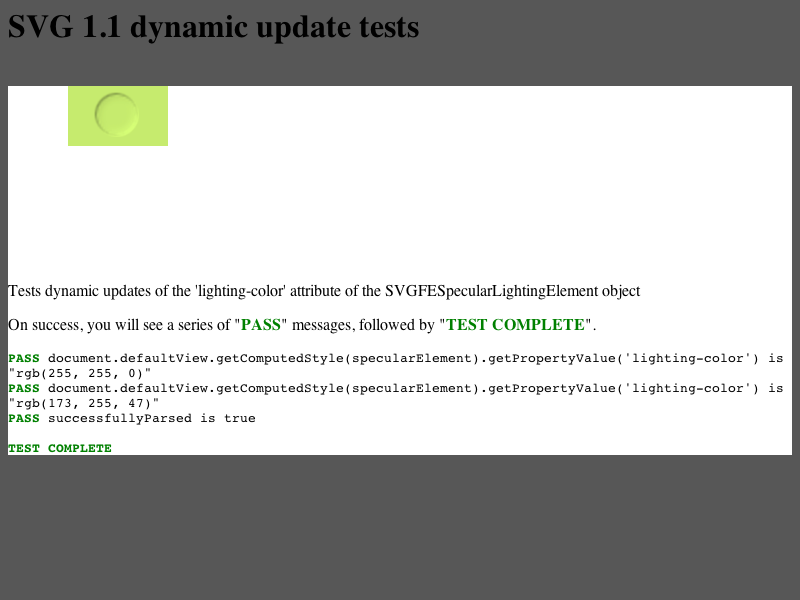 SVG 1.1 dynamic update tests
Tests dynamic updates of the 'lighting-color' attribute of the SVGFESpecularLightingElement object
On success, you will see a series of "PASS" messages, followed by "TEST COMPLETE".
PASS document.defaultView.getComputedStyle(specularElement).getPropertyValue('lighting-color') is
"rgb(255, 255, 0)"
PASS document.defaultView.getComputedStyle(specularElement).getPropertyValue('lighting-color') is
"rgb(173, 255, 47)"
PASS successfullyParsed is true
TEST COMPLETE